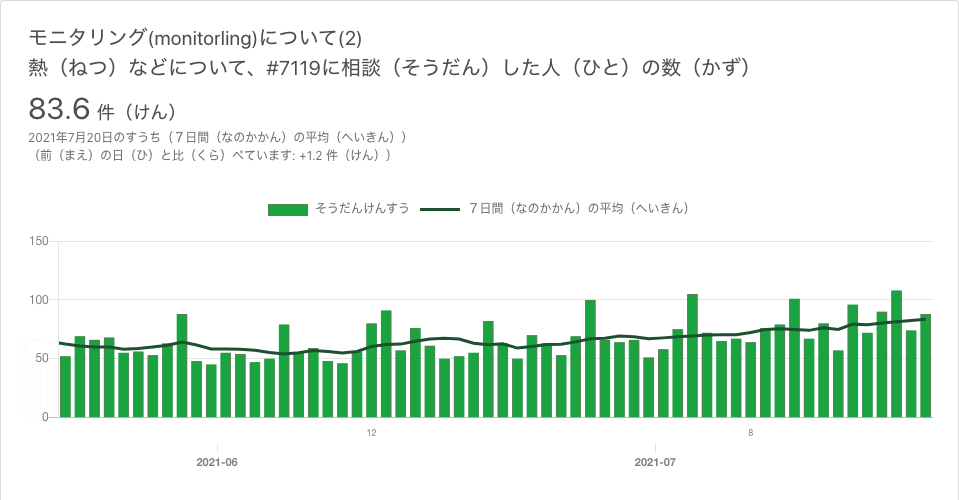 モニタリング(monitorling)について(2)
熱（ねつ）などについて、#7119に相談（そうだん）した人（ひと）の数（かず）
83.6 件（けん）
2021年7月20日のすうち（７日間（なのかかん）の平均（へいきん））
（前（まえ）の日（ひ）と比（くら）べています: +1.2 件（けん））
そうだんけんすう ７日間（なのかかん）の平均（へいきん）
150
100
50
0
12 8
2021-06 2021-07